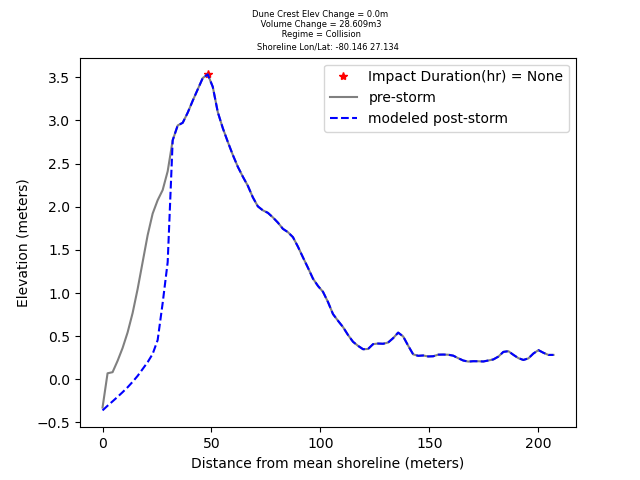 Dune Crest Elev Change = 0.0m
Volume Change = 28.609m3
Regime = Collision
Shoreline Lon/Lat: -80.146 27.134
Impact Duration(hr) = None
pre-storm
modeled post-storm
3.5
3.0
2.5
2.0
1.5
1.0
0.5
0.0
−0.5
Elevation (meters)
0 50 100 150 200
Distance from mean shoreline (meters)